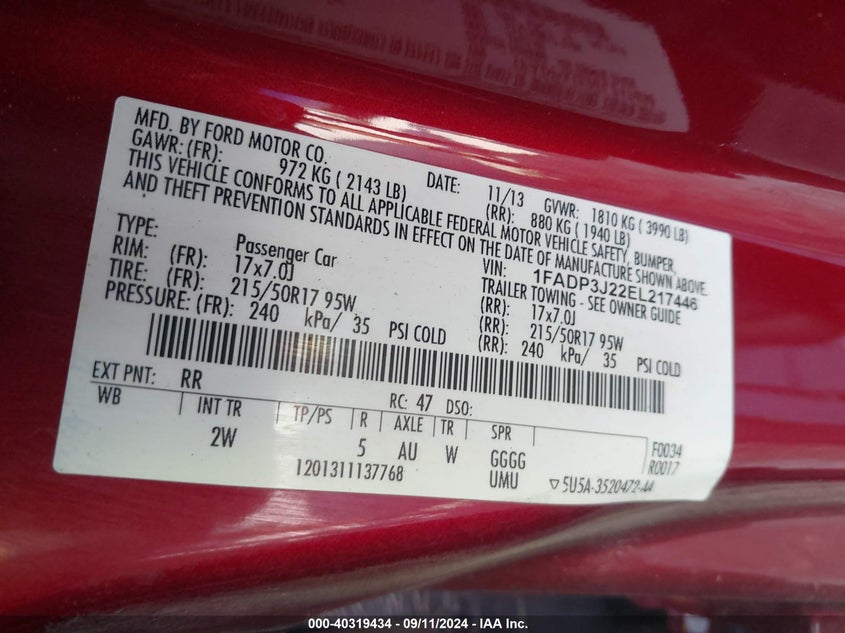 MFD. BY FORD MOTOR CO. DATE: 11/13 GVWR: 1810 KG ( 3990 LB)
GAWR: (FR): 972 KG ( 2143 LB) (RR): 880 KG ( 1940 LB)
THIS VEHICLE CONFORMS TO ALL APPLICABLE FEDERAL MOTOR VEHICLE SAFETY, BUMPER,
AND THEFT PREVENTION STANDARDS IN EFFECT ON THE DATE OF MANUFACTURE SHOWN ABOVE.
VIN: 1FADP3J22EL217446
TYPE: Passenger Car TRAILER TOWING - SEE OWNER GUIDE
RIM: (FR): 17x7.0J (RR): 17x7.0J
TIRE: (FR): 215/50R17 95W (RR): 215/50R17 95W
PRESSURE: (FR): 240 kPa/ 35 PSI COLD (RR): 240 kPa/ 35 PSI COLD
EXT PNT: RR RC: 47 DSO:
WB INT TR TP/PS R AXLE TR SPR
2W 5 AU W GGGG F0034
1201311137768 UMU R0017
▽5U5A-3520472-AA
000-40319434 - 09/11/2024 - IAA Inc.